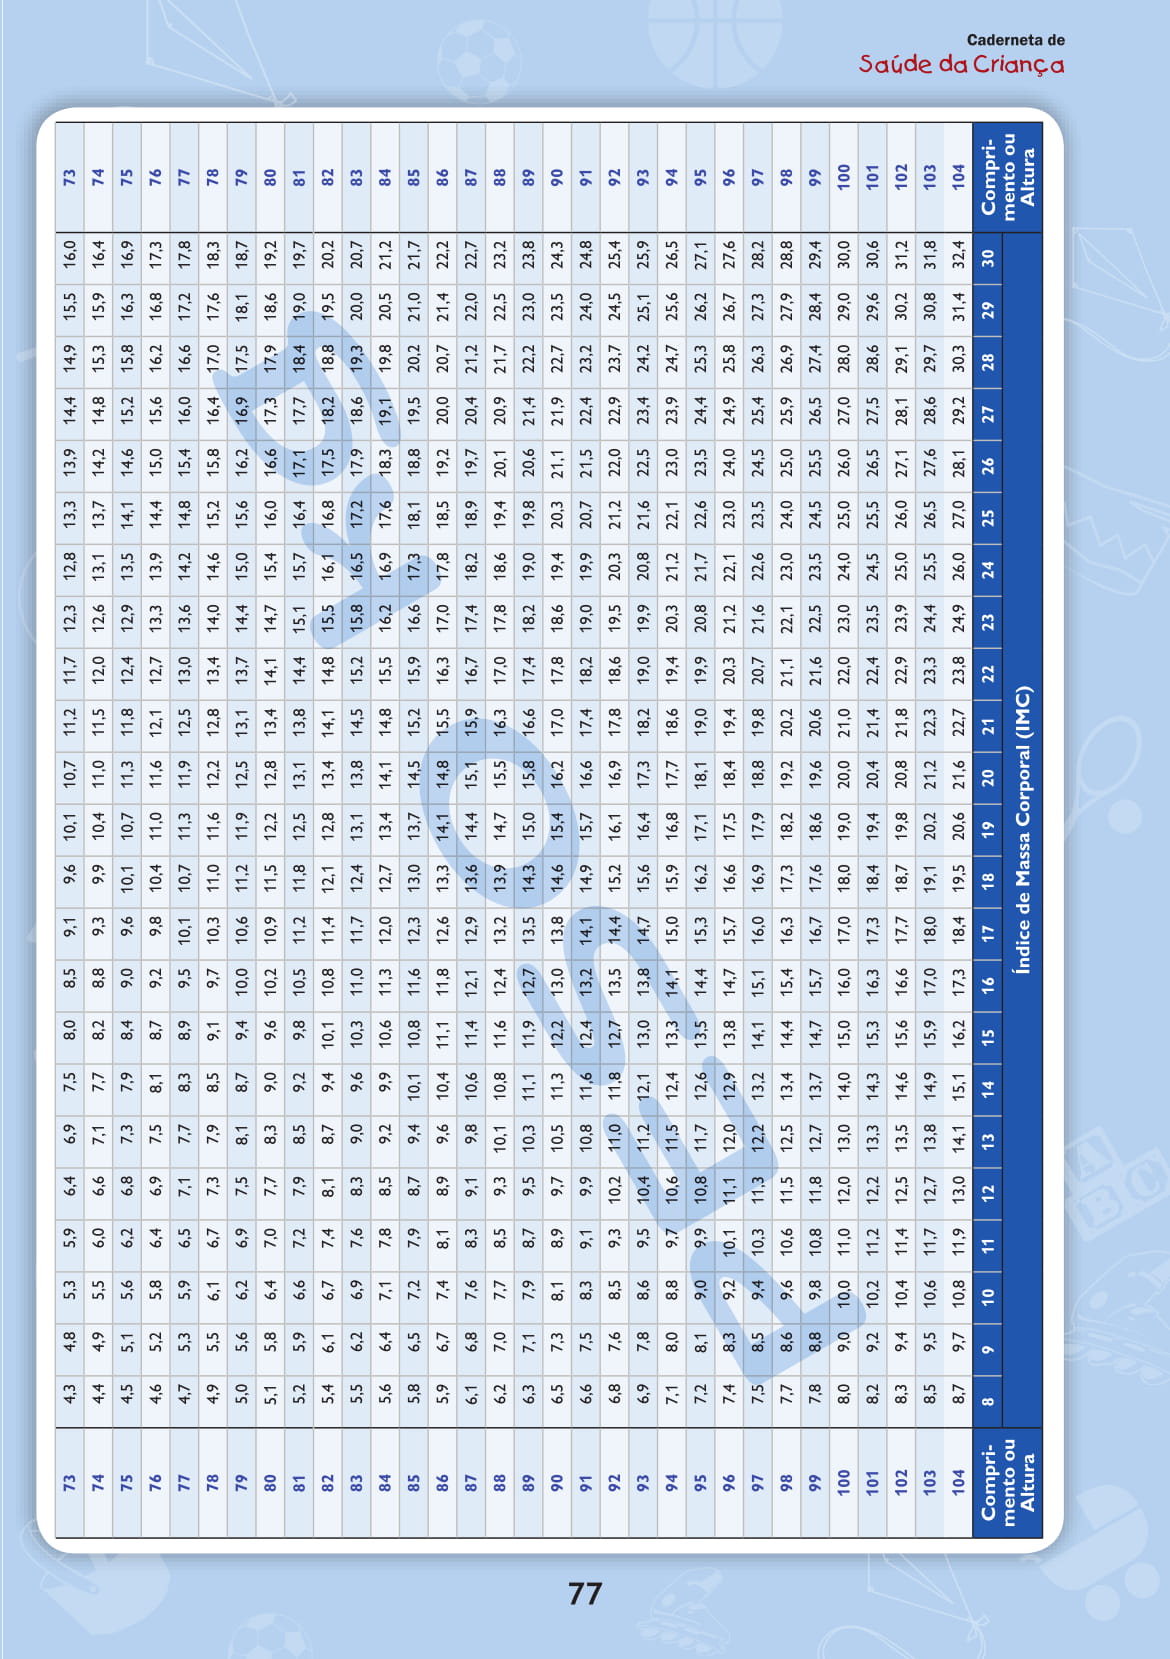 Caderneta de
Saúde da Criança
73 4,3 4,8 5,3 5,9 6,4 6,9 7,5 8,0 8,5 9,1 9,6 10,1 10,7 11,2 11,7 12,3 12,8 13,3 13,9 14,4 14,9 15,5 16,0 73
74 4,4 4,9 5,5 6,0 6,6 7,1 7,7 8,2 8,8 9,3 9,9 10,4 11,0 11,5 12,0 12,6 13,1 13,7 14,2 14,8 15,3 15,9 16,4 74
75 4,5 5,1 5,6 6,2 6,8 7,3 7,9 8,4 9,0 9,6 10,1 10,7 11,3 11,8 12,4 12,9 13,5 14,1 14,6 15,2 15,8 16,3 16,9 75
76 4,6 5,2 5,8 6,4 6,9 7,5 8,1 8,7 9,2 9,8 10,4 11,0 11,6 12,1 12,7 13,3 13,9 14,4 15,0 15,6 16,2 16,8 17,3 76
77 4,7 5,3 5,9 6,5 7,1 7,7 8,3 8,9 9,5 10,1 10,7 11,3 11,9 12,5 13,0 13,6 14,2 14,8 15,4 16,0 16,6 17,2 17,8 77
78 4,9 5,5 6,1 6,7 7,3 7,9 8,5 9,1 9,7 10,3 11,0 11,6 12,2 12,8 13,4 14,0 14,6 15,2 15,8 16,4 17,0 17,6 18,3 78
79 5,0 5,6 6,2 6,9 7,5 8,1 8,7 9,4 10,0 10,6 11,2 11,9 12,5 13,1 13,7 14,4 15,0 15,6 16,2 16,9 17,5 18,1 18,7 79
80 5,1 5,8 6,4 7,0 7,7 8,3 9,0 9,6 10,2 10,9 11,5 12,2 12,8 13,4 14,1 14,7 15,4 16,0 16,6 17,3 17,9 18,6 19,2 80
81 5,2 5,9 6,6 7,2 7,9 8,5 9,2 9,8 10,5 11,2 11,8 12,5 13,1 13,8 14,4 15,1 15,7 16,4 17,1 17,7 18,4 19,0 19,7 81
82 5,4 6,1 6,7 7,4 8,1 8,7 9,4 10,1 10,8 11,4 12,1 12,8 13,4 14,1 14,8 15,5 16,1 16,8 17,5 18,2 18,8 19,5 20,2 82
83 5,5 6,2 6,9 7,6 8,3 9,0 9,6 10,3 11,0 11,7 12,4 13,1 13,8 14,5 15,2 15,8 16,5 17,2 17,9 18,6 19,3 20,0 20,7 83
84 5,6 6,4 7,1 7,8 8,5 9,2 9,9 10,6 11,3 12,0 12,7 13,4 14,1 14,8 15,5 16,2 16,9 17,6 18,3 19,1 19,8 20,5 21,2 84
85 5,8 6,5 7,2 7,9 8,7 9,4 10,1 10,8 11,6 12,3 13,0 13,7 14,5 15,2 15,9 16,6 17,3 18,1 18,8 19,5 20,2 21,0 21,7 85
86 5,9 6,7 7,4 8,1 8,9 9,6 10,4 11,1 11,8 12,6 13,3 14,1 14,8 15,5 16,3 17,0 17,8 18,5 19,2 20,0 20,7 21,4 22,2 86
87 6,1 6,8 7,6 8,3 9,1 9,8 10,6 11,4 12,1 12,9 13,6 14,4 15,1 15,9 16,7 17,4 18,2 18,9 19,7 20,4 21,2 22,0 22,7 87
88 6,2 7,0 7,7 8,5 9,3 10,1 10,8 11,6 12,4 13,2 13,9 14,7 15,5 16,3 17,0 17,8 18,6 19,4 20,1 20,9 21,7 22,5 23,2 88
89 6,3 7,1 7,9 8,7 9,5 10,3 11,1 11,9 12,7 13,5 14,3 15,0 15,8 16,6 17,4 18,2 19,0 19,8 20,6 21,4 22,2 23,0 23,8 89
90 6,5 7,3 8,1 8,9 9,7 10,5 11,3 12,2 13,0 13,8 14,6 15,4 16,2 17,0 17,8 18,6 19,4 20,3 21,1 21,9 22,7 23,5 24,3 90
91 6,6 7,5 8,3 9,1 9,9 10,8 11,6 12,4 13,2 14,1 14,9 15,7 16,6 17,4 18,2 19,0 19,9 20,7 21,5 22,4 23,2 24,0 24,8 91
92 6,8 7,6 8,5 9,3 10,2 11,0 11,8 12,7 13,5 14,4 15,2 16,1 16,9 17,8 18,6 19,5 20,3 21,2 22,0 22,9 23,7 24,5 25,4 92
93 6,9 7,8 8,6 9,5 10,4 11,2 12,1 13,0 13,8 14,7 15,6 16,4 17,3 18,2 19,0 19,9 20,8 21,6 22,5 23,4 24,2 25,1 25,9 93
94 7,1 8,0 8,8 9,7 10,6 11,5 12,4 13,3 14,1 15,0 15,9 16,8 17,7 18,6 19,4 20,3 21,2 22,1 23,0 23,9 24,7 25,6 26,5 94
95 7,2 8,1 9,0 9,9 10,8 11,7 12,6 13,5 14,4 15,3 16,2 17,1 18,1 19,0 19,9 20,8 21,7 22,6 23,5 24,4 25,3 26,2 27,1 95
96 7,4 8,3 9,2 10,1 11,1 12,0 12,9 13,8 14,7 15,7 16,6 17,5 18,4 19,4 20,3 21,2 22,1 23,0 24,0 24,9 25,8 26,7 27,6 96
97 7,5 8,5 9,4 10,3 11,3 12,2 13,2 14,1 15,1 16,0 16,9 17,9 18,8 19,8 20,7 21,6 22,6 23,5 24,5 25,4 26,3 27,3 28,2 97
98 7,7 8,6 9,6 10,6 11,5 12,5 13,4 14,4 15,4 16,3 17,3 18,2 19,2 20,2 21,1 22,1 23,0 24,0 25,0 25,9 26,9 27,9 28,8 98
99 7,8 8,8 9,8 10,8 11,8 12,7 13,7 14,7 15,7 16,7 17,6 18,6 19,6 20,6 21,6 22,5 23,5 24,5 25,5 26,5 27,4 28,4 29,4 99
100 8,0 9,0 10,0 11,0 12,0 13,0 14,0 15,0 16,0 17,0 18,0 19,0 20,0 21,0 22,0 23,0 24,0 25,0 26,0 27,0 28,0 29,0 30,0 100
101 8,2 9,2 10,2 11,2 12,2 13,3 14,3 15,3 16,3 17,3 18,4 19,4 20,4 21,4 22,4 23,5 24,5 25,5 26,5 27,5 28,6 29,6 30,6 101
102 8,3 9,4 10,4 11,4 12,5 13,5 14,6 15,6 16,6 17,7 18,7 19,8 20,8 21,8 22,9 23,9 25,0 26,0 27,1 28,1 29,1 30,2 31,2 102
103 8,5 9,5 10,6 11,7 12,7 13,8 14,9 15,9 17,0 18,0 19,1 20,2 21,2 22,3 23,3 24,4 25,5 26,5 27,6 28,6 29,7 30,8 31,8 103
104 8,7 9,7 10,8 11,9 13,0 14,1 15,1 16,2 17,3 18,4 19,5 20,6 21,6 22,7 23,8 24,9 26,0 27,0 28,1 29,2 30,3 31,4 32,4 104
Compri-
mento ou
Altura
8 9 10 11 12 13 14 15 16 17 18 19 20 21 22 23 24 25 26 27 28 29 30
Índice de Massa Corporal (IMC)
Compri-
mento ou
Altura
PESO kg
77
A
B C